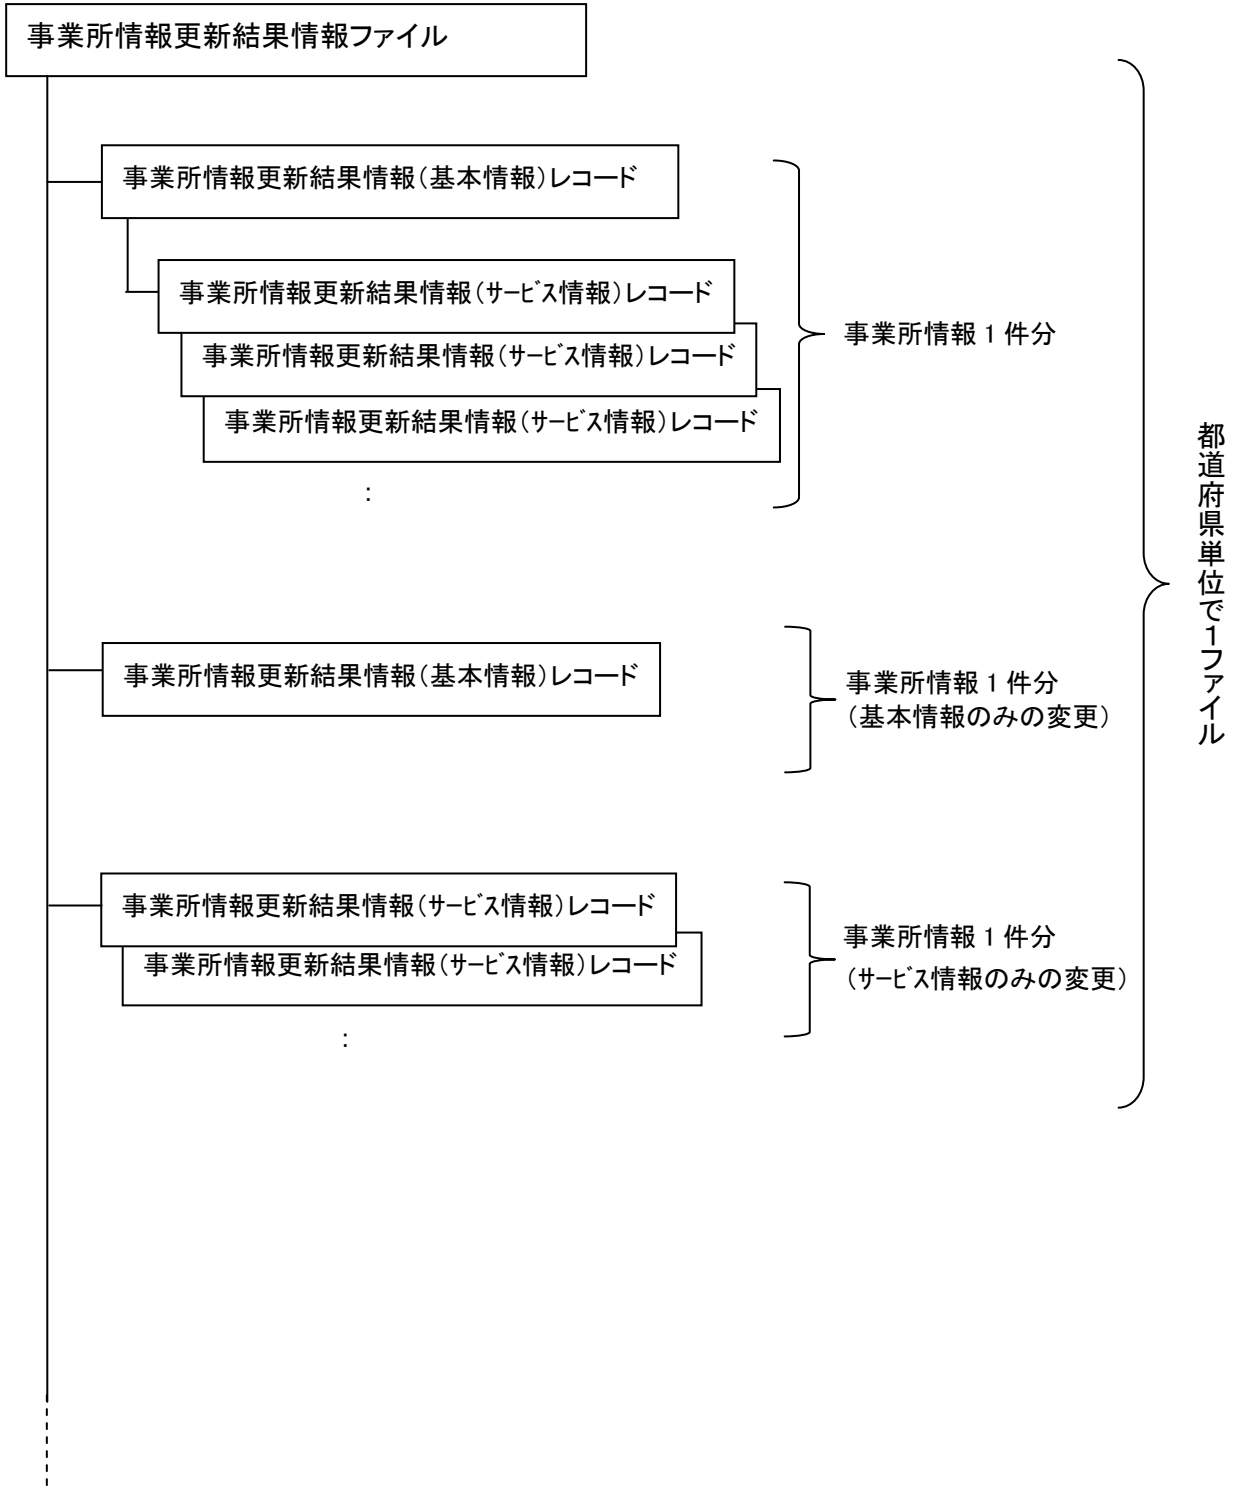 事業所情報更新結果情報ファイル
事業所情報更新結果情報（基本情報）レコード
事業所情報更新結果情報（ｻｰﾋﾞｽ情報）レコード
事業所情報更新結果情報（ｻｰﾋﾞｽ情報）レコード
事業所情報更新結果情報（ｻｰﾋﾞｽ情報）レコード
：
事業所情報１件分
事業所情報更新結果情報（基本情報）レコード
事業所情報１件分
（基本情報のみの変更）
事業所情報更新結果情報（ｻｰﾋﾞｽ情報）レコード
事業所情報更新結果情報（ｻｰﾋﾞｽ情報）レコード
：
事業所情報１件分
（ｻｰﾋﾞｽ情報のみの変更）
都道府県単位で１ファイル